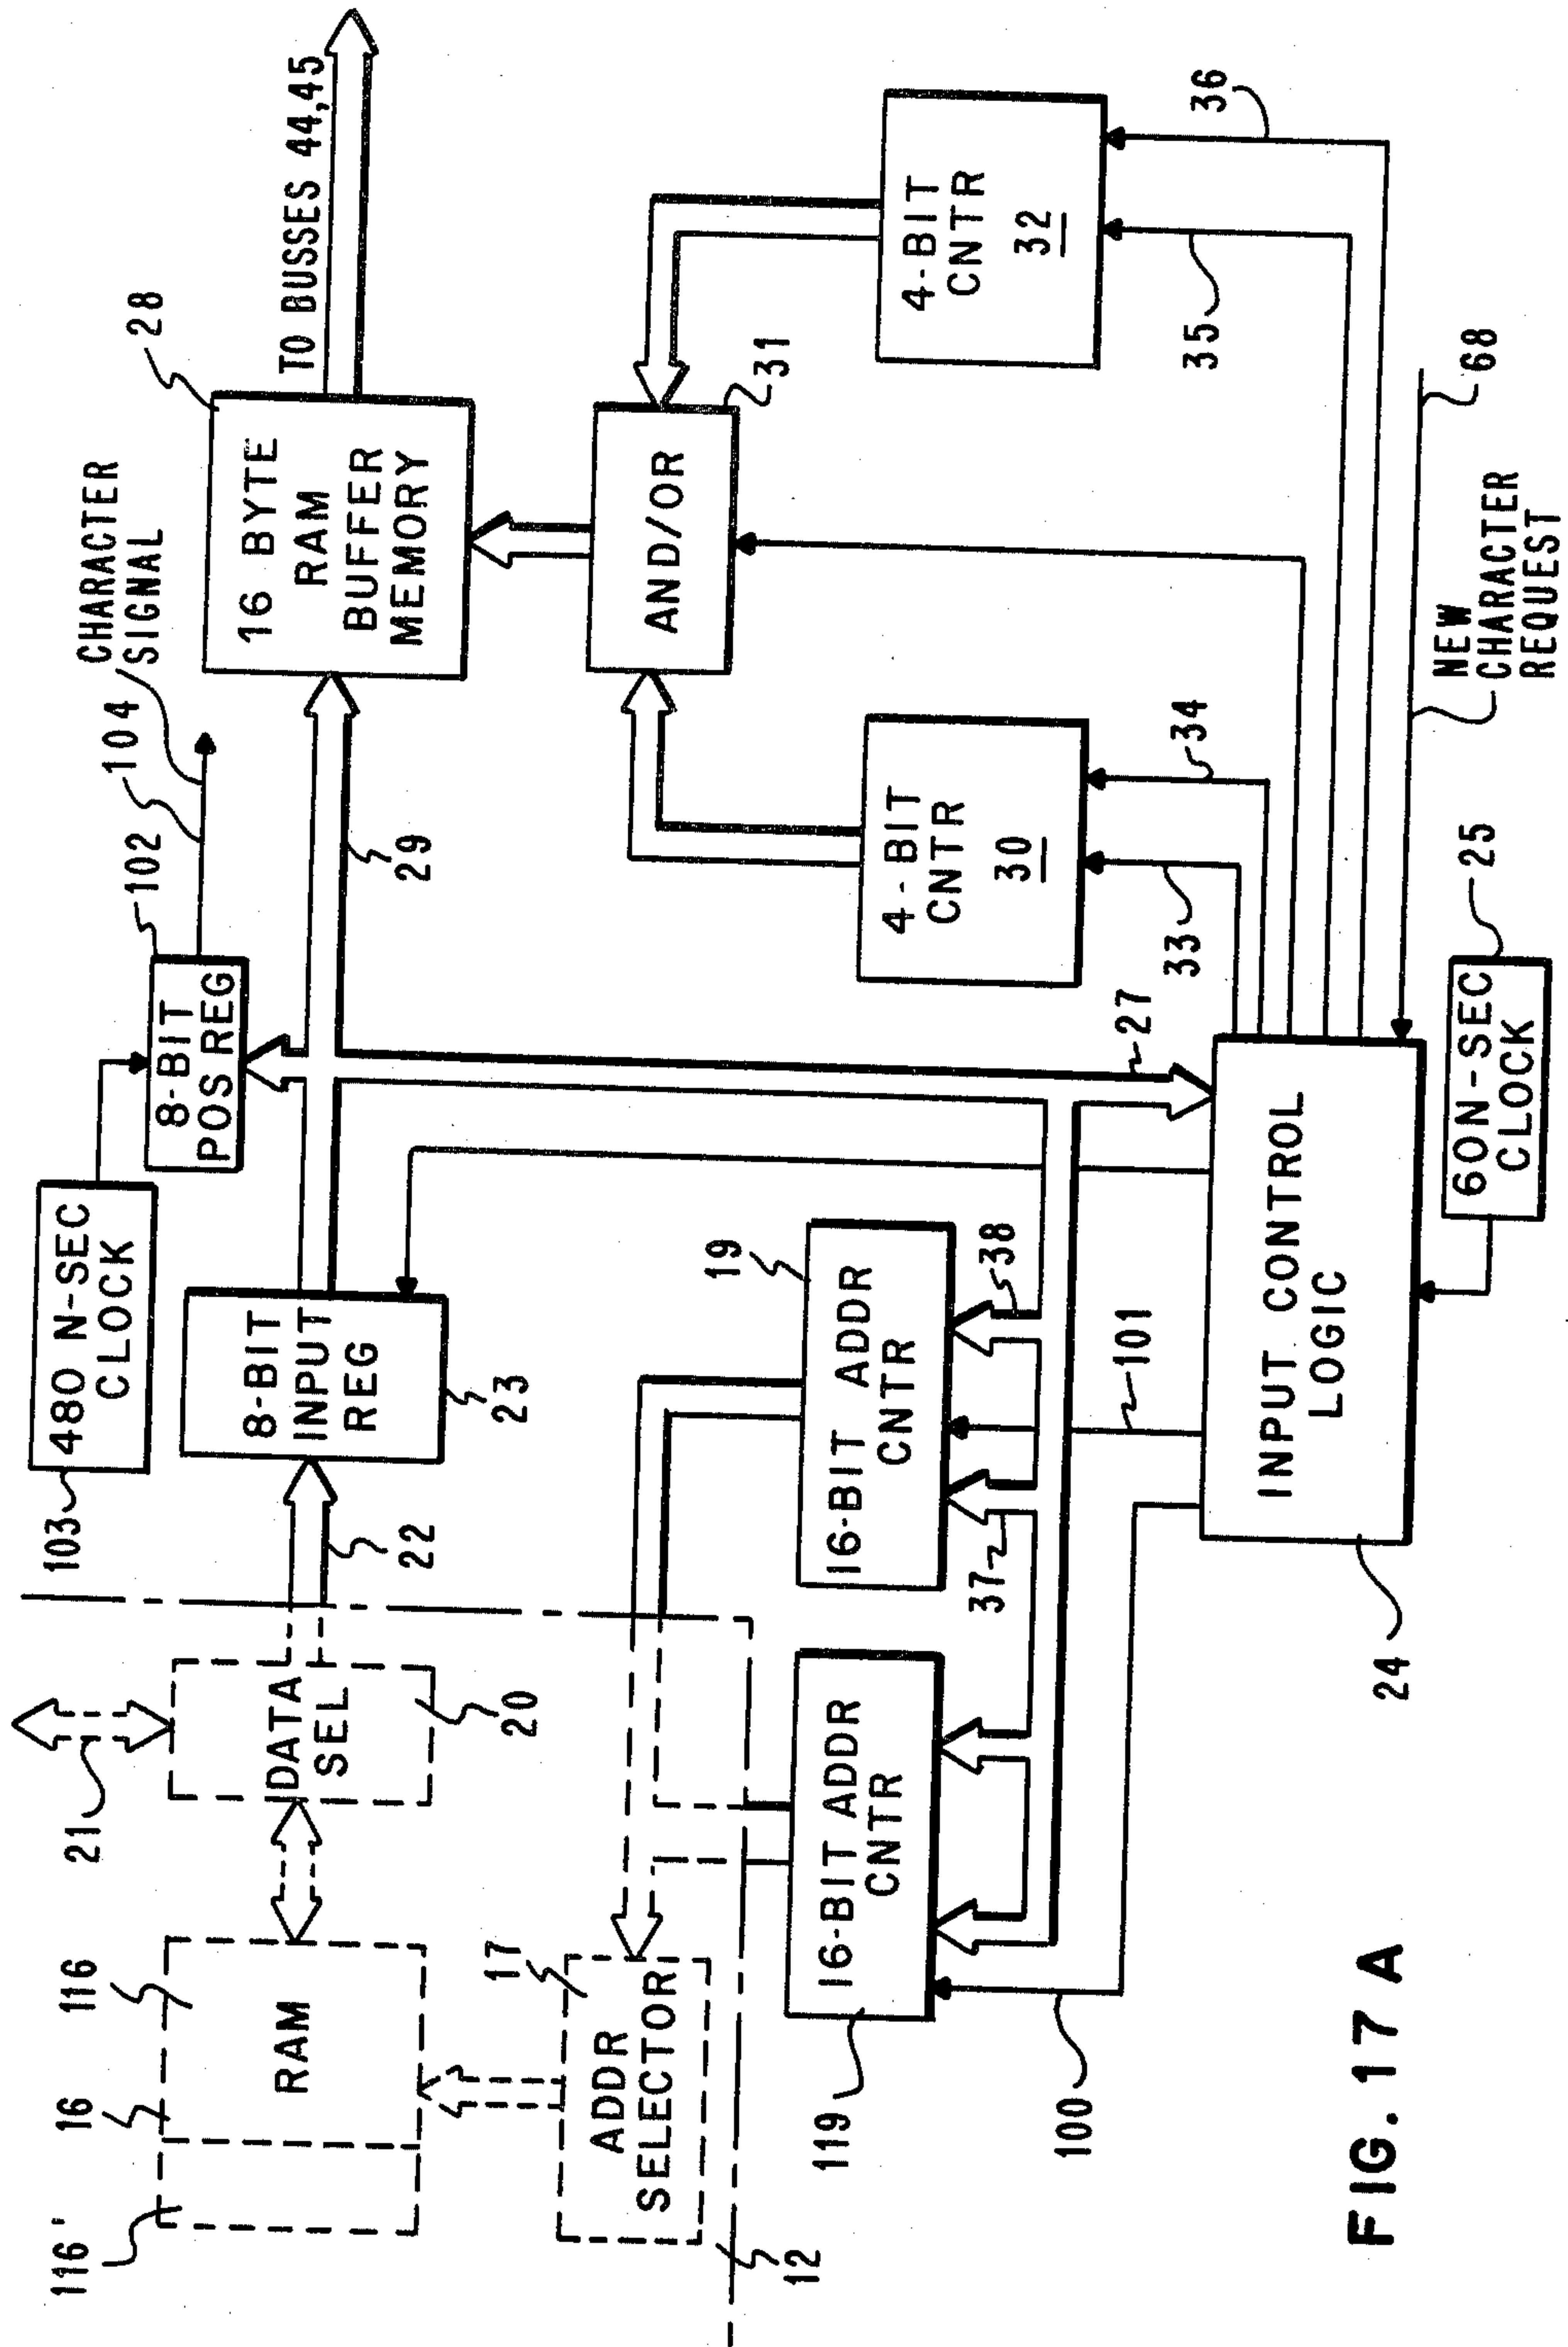 116'
16
116
RAM
21
DATA
SEL
20
ADDR
SELECTOR
17
12
103
480 N-SEC
CLOCK
22
8-BIT
INPUT
REG
23
8-BIT
POS REG
102
104
CHARACTER
SIGNAL
29
16 BYTE
RAM
BUFFER
MEMORY
28
TO BUSSES 44,45
119
16-BIT ADDR
CNTR
100
16-BIT ADDR
CNTR
19
37
38
101
27
4-BIT
CNTR
30
33
34
AND/OR
31
4-BIT
CNTR
32
35
36
24
INPUT CONTROL
LOGIC
60N-SEC
CLOCK
25
NEW
CHARACTER
REQUEST
68
FIG. 17 A